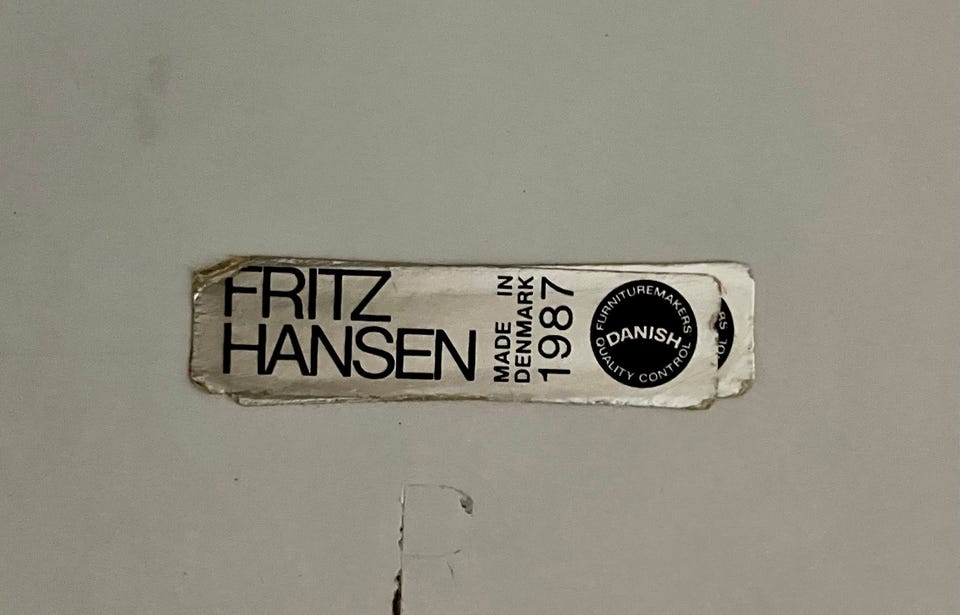 FRITZ
HANSEN
MADE IN
DENMARK
1987
FURNITUREMAKERS
DANISH
QUALITY CONTROL